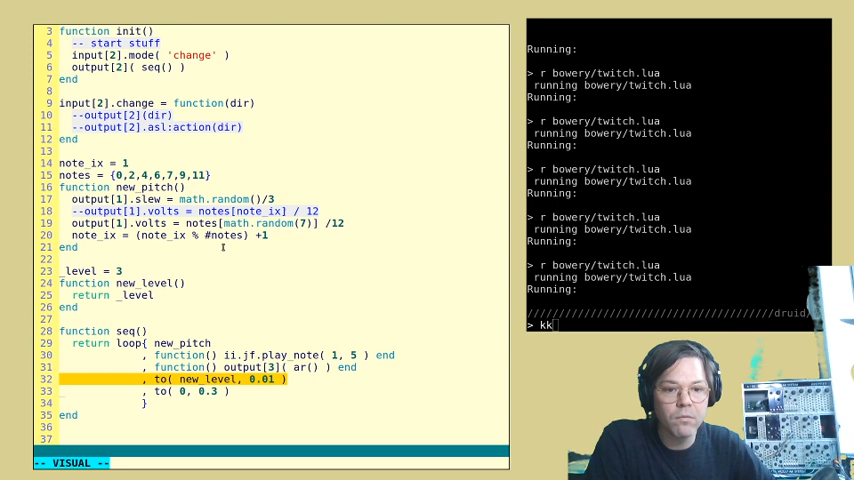 3 function init()
4   -- start stuff
5   input[2].mode( 'change' )
6   output[2]( seq() )
7 end
8
9 input[2].change = function(dir)
10   --output[2](dir)
11   --output[2].asl:action(dir)
12 end
13
14 note_ix = 1
15 notes = {0,2,4,6,7,9,11}
16 function new_pitch()
17   output[1].slew = math.random()/3
18   --output[1].volts = notes[note_ix] / 12
19   output[1].volts = notes[math.random(7)] /12
20   note_ix = (note_ix % #notes) +1
21 end
22
23 _level = 3
24 function new_level()
25   return _level
26 end
27
28 function seq()
29   return loop{ new_pitch
30              , function() ii.jf.play_note( 1, 5 ) end
31              , function() output[3]( ar() ) end
32              , to( new_level, 0.01 )
33              , to( 0, 0.3 )
34              }
35 end
36
37
-- VISUAL --
Running:
> r bowery/twitch.lua
running bowery/twitch.lua
Running:
> r bowery/twitch.lua
running bowery/twitch.lua
Running:
> r bowery/twitch.lua
running bowery/twitch.lua
Running:
> r bowery/twitch.lua
running bowery/twitch.lua
Running:
> r bowery/twitch.lua
running bowery/twitch.lua
Running:
//////////////////////////////////////////druid/
> kk